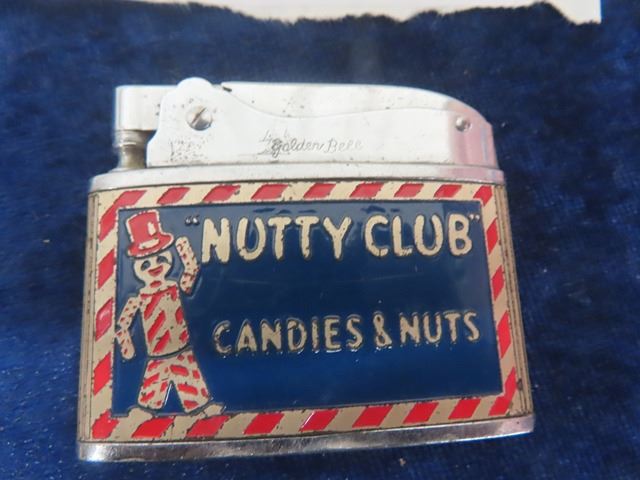 Golden Bell
"NUTTY CLUB"
CANDIES & NUTS